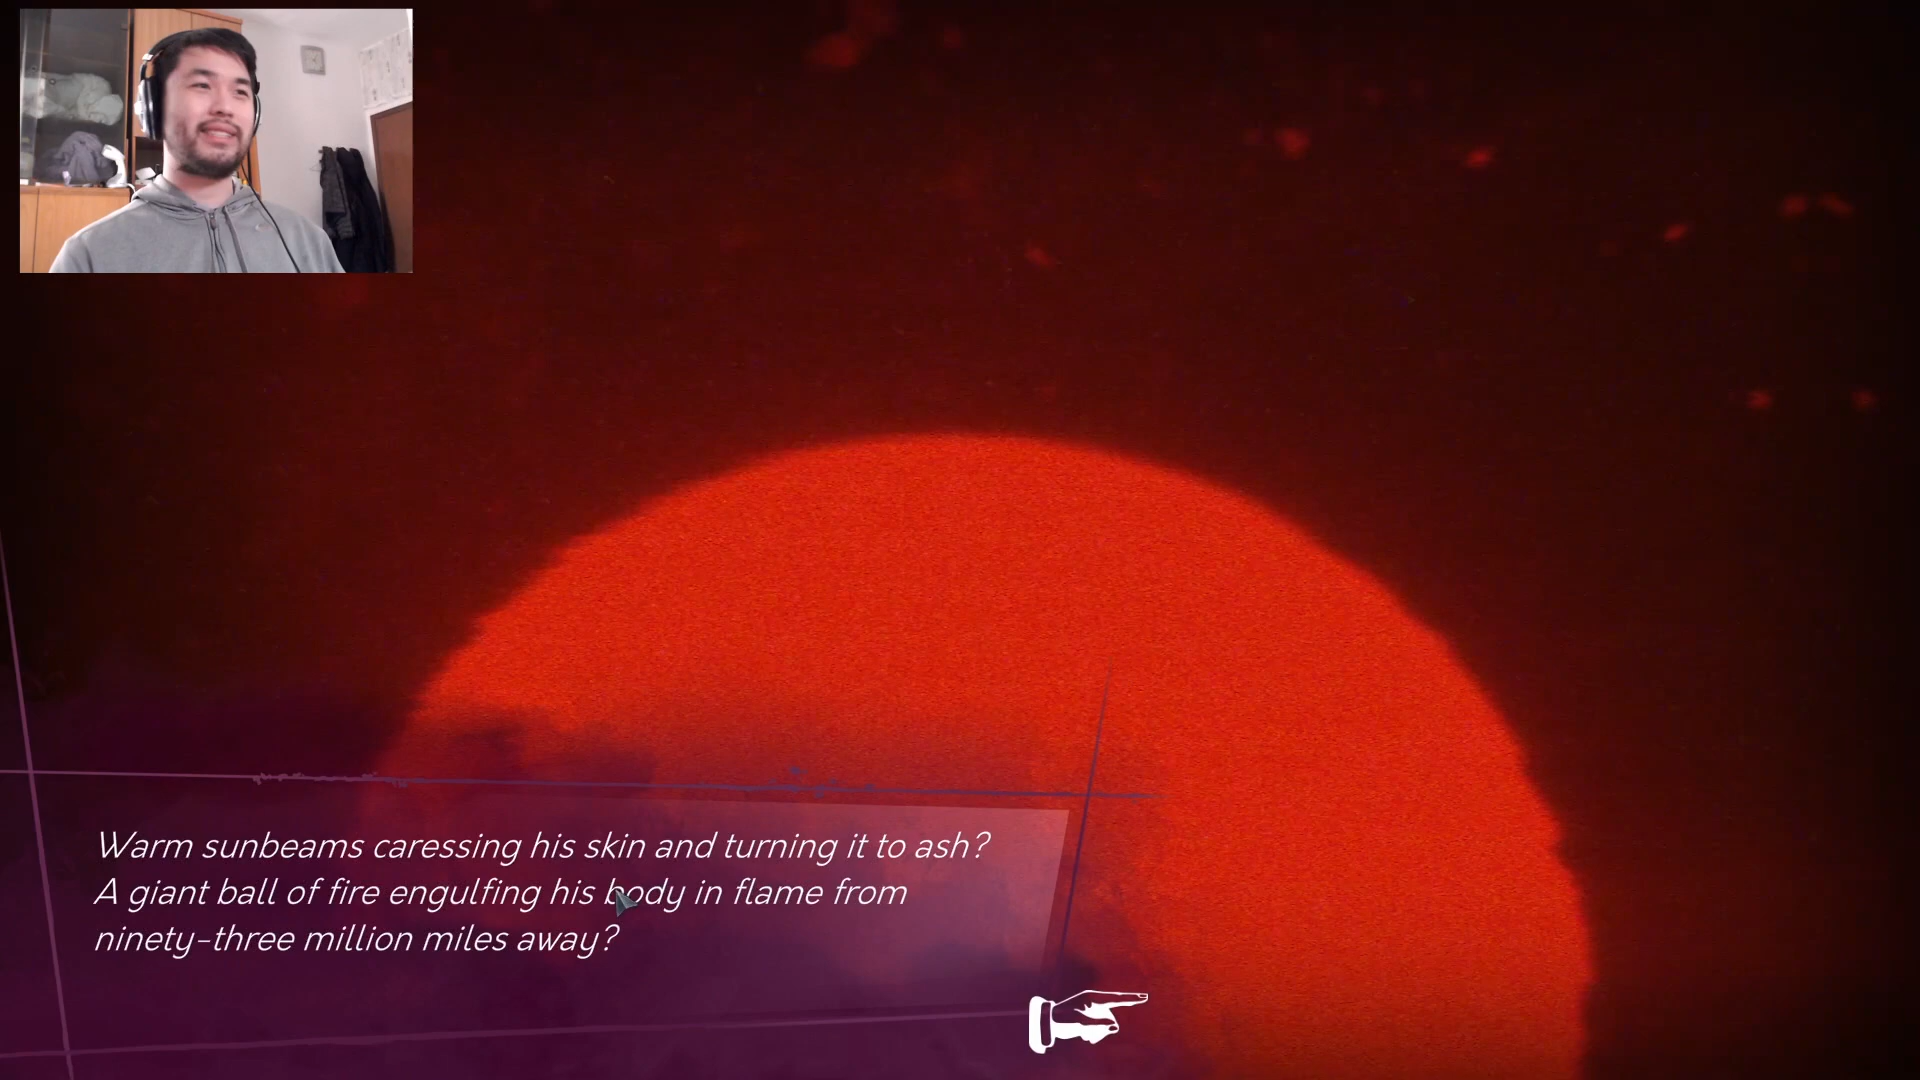 Warm sunbeams caressing his skin and turning it to ash?
A giant ball of fire engulfing his body in flame from
ninety-three million miles away?